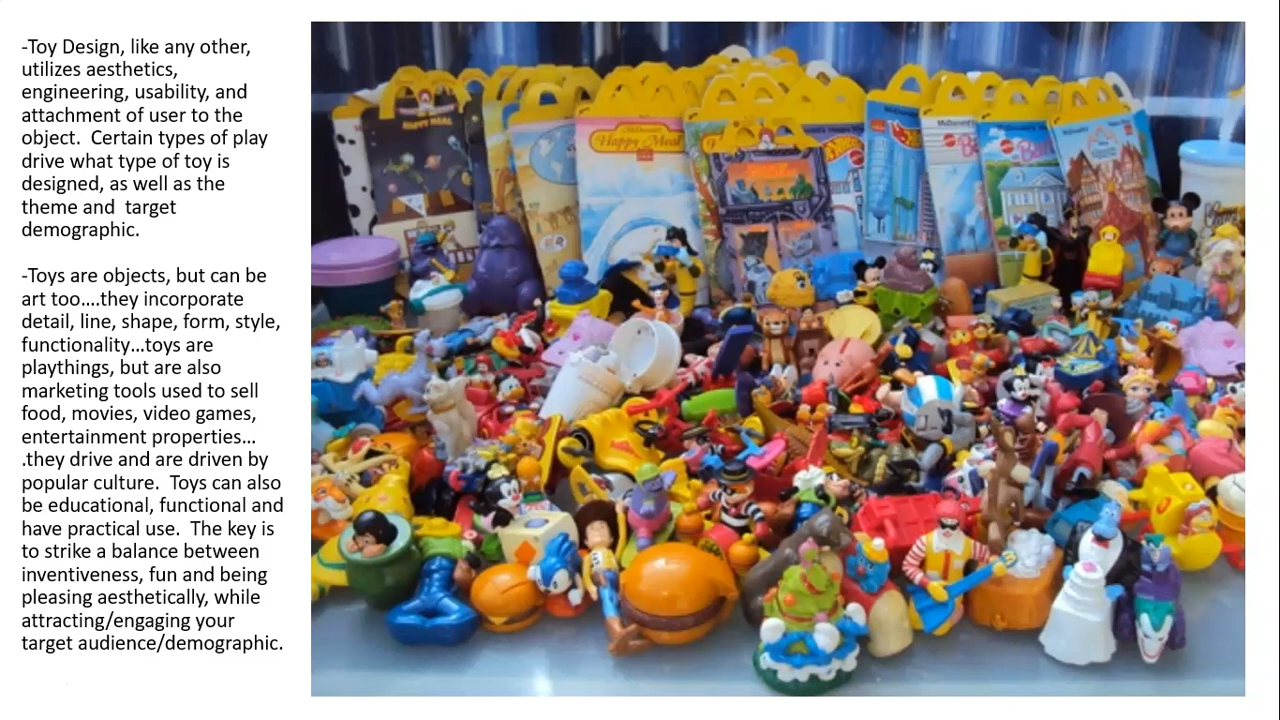 -Toy Design, like any other,
utilizes aesthetics,
engineering, usability, and
attachment of user to the
object.  Certain types of play
drive what type of toy is
designed, as well as the
theme and  target
demographic.
-Toys are objects, but can be
art too....they incorporate
detail, line, shape, form, style,
functionality...toys are
playthings, but are also
marketing tools used to sell
food, movies, video games,
entertainment properties...
.they drive and are driven by
popular culture.  Toys can also
be educational, functional and
have practical use.  The key is
to strike a balance between
inventiveness, fun and being
pleasing aesthetically, while
attracting/engaging your
target audience/demographic.
HAPPY MEAL
McDonald's
Happy Meal